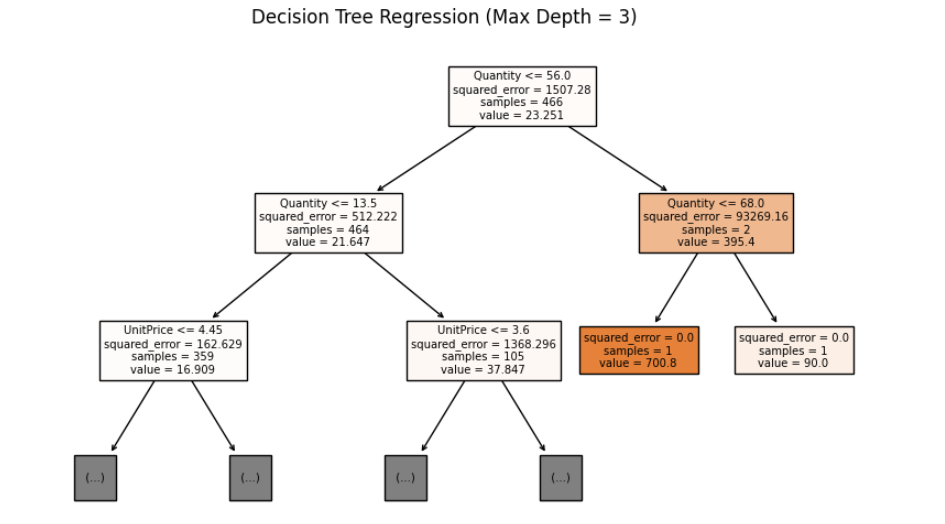 Decision Tree Regression (Max Depth = 3)
Quantity <= 56.0
squared_error = 1507.28
samples = 466
value = 23.251
Quantity <= 13.5
squared_error = 512.222
samples = 464
value = 21.647
Quantity <= 68.0
squared_error = 93269.16
samples = 2
value = 395.4
UnitPrice <= 4.45
squared_error = 162.629
samples = 359
value = 16.909
UnitPrice <= 3.6
squared_error = 1368.296
samples = 105
value = 37.847
squared_error = 0.0
samples = 1
value = 700.8
squared_error = 0.0
samples = 1
value = 90.0
(...)
(...)
(...)
(...)